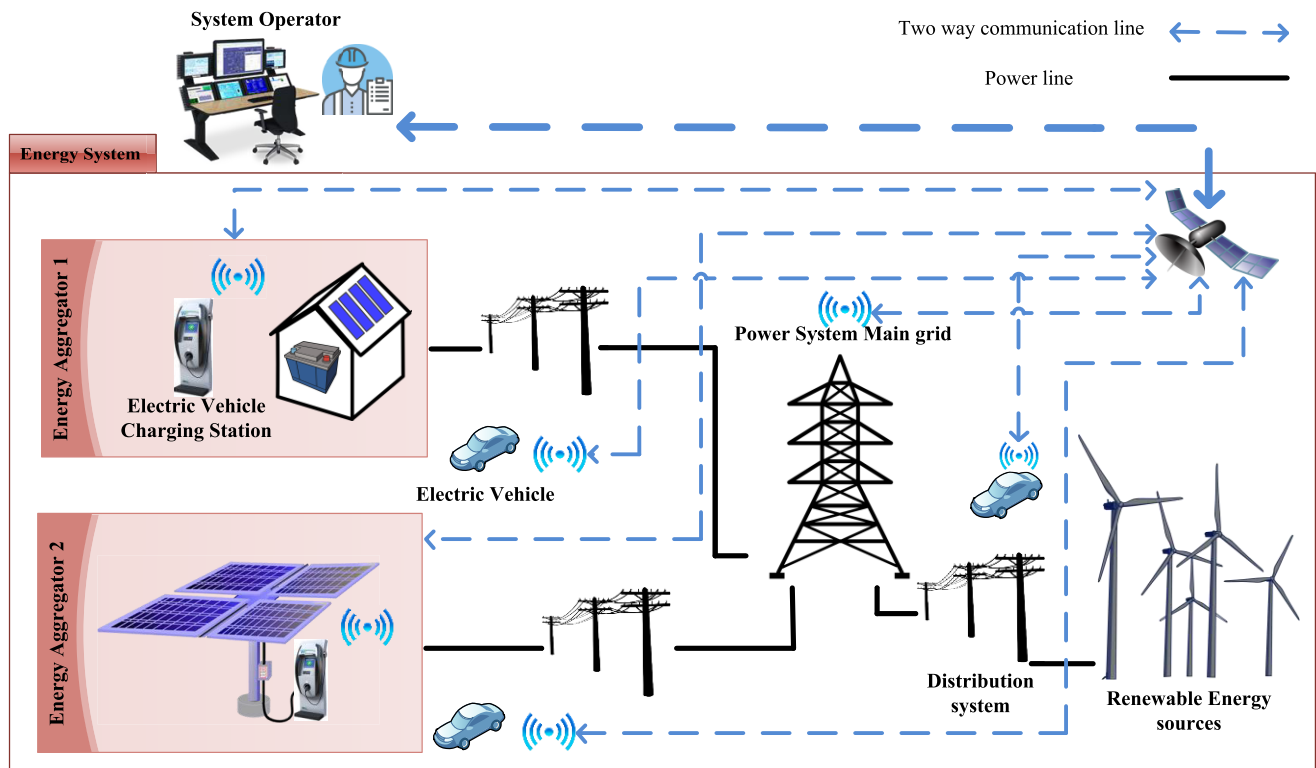 System Operator
Two way communication line
Power line
Energy System
Energy Aggregator 1
Electric Vehicle
Charging Station
Power System Main grid
Electric Vehicle
Energy Aggregator 2
Distribution
system
Renewable Energy
sources